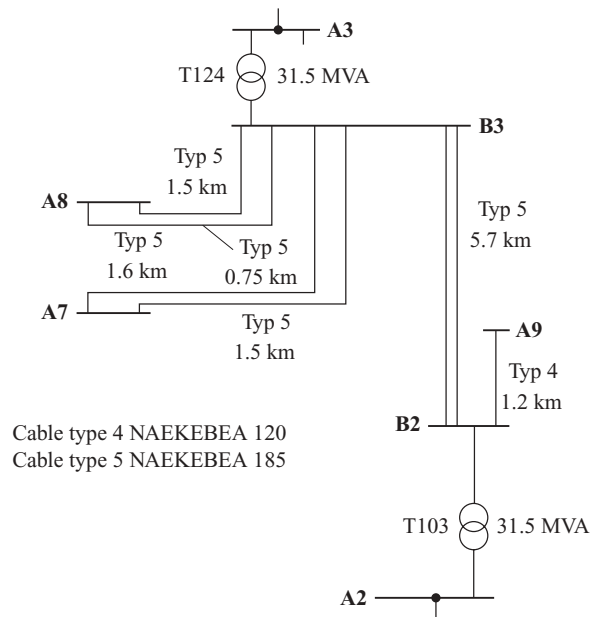 A3
T124
31.5 MVA
B3
Typ 5
1.5 km
A8
Typ 5
5.7 km
Typ 5
1.6 km
Typ 5
0.75 km
A7
Typ 5
1.5 km
A9
Typ 4
1.2 km
B2
Cable type 4 NAEKEBEA 120
Cable type 5 NAEKEBEA 185
T103
31.5 MVA
A2